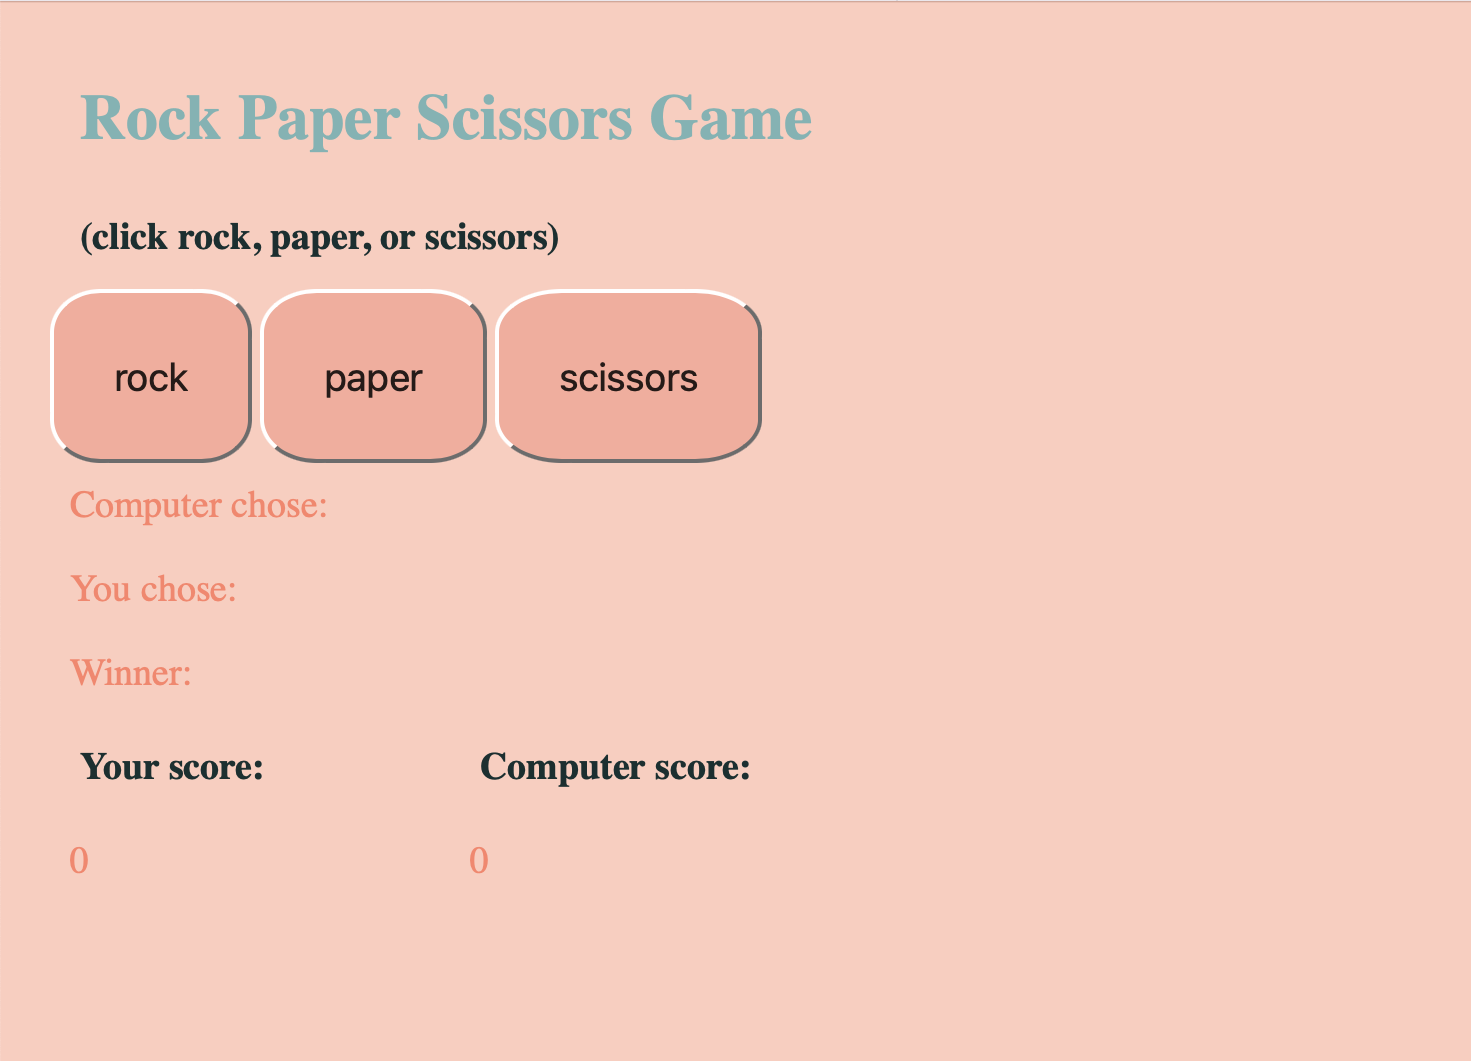 Rock Paper Scissors Game
(click rock, paper, or scissors)
rock paper scissors
Computer chose:
You chose:
Winner:
Your score: Computer score:
0 0